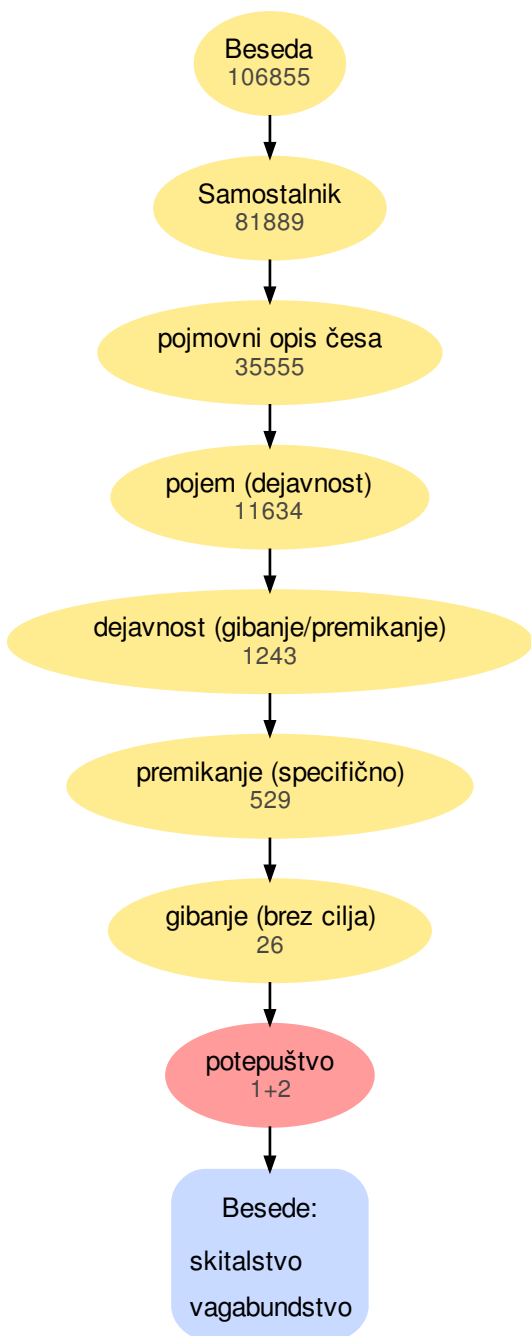 Beseda
106855
Samostalnik
81889
pojmovni opis česa
35555
pojem (dejavnost)
11634
dejavnost (gibanje/premikanje)
1243
premikanje (specifično)
529
gibanje (brez cilja)
26
potepuštvo
1+2
Besede:
skitalstvo
vagabundstvo